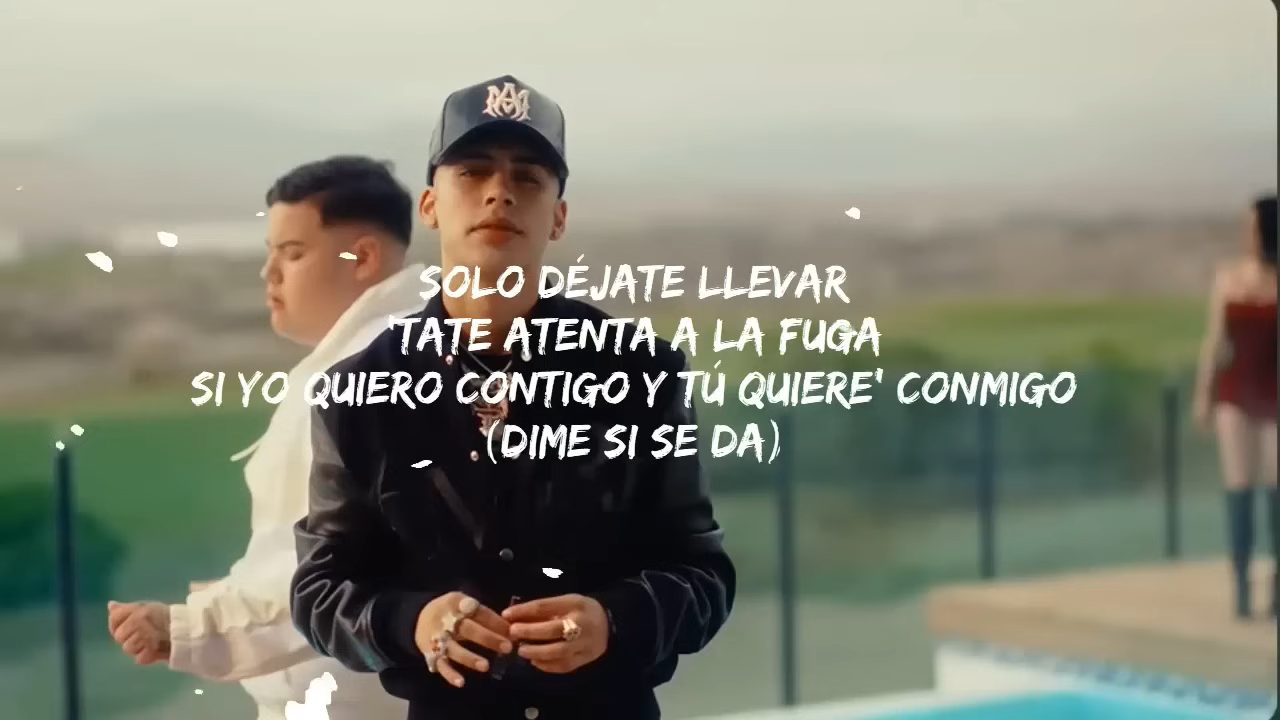 SOLO DÉJATE LLEVAR
'TATE ATENTA A LA FUGA
SI YO QUIERO CONTIGO Y TÚ QUIERE' CONMIGO
(DIME SI SE DA)